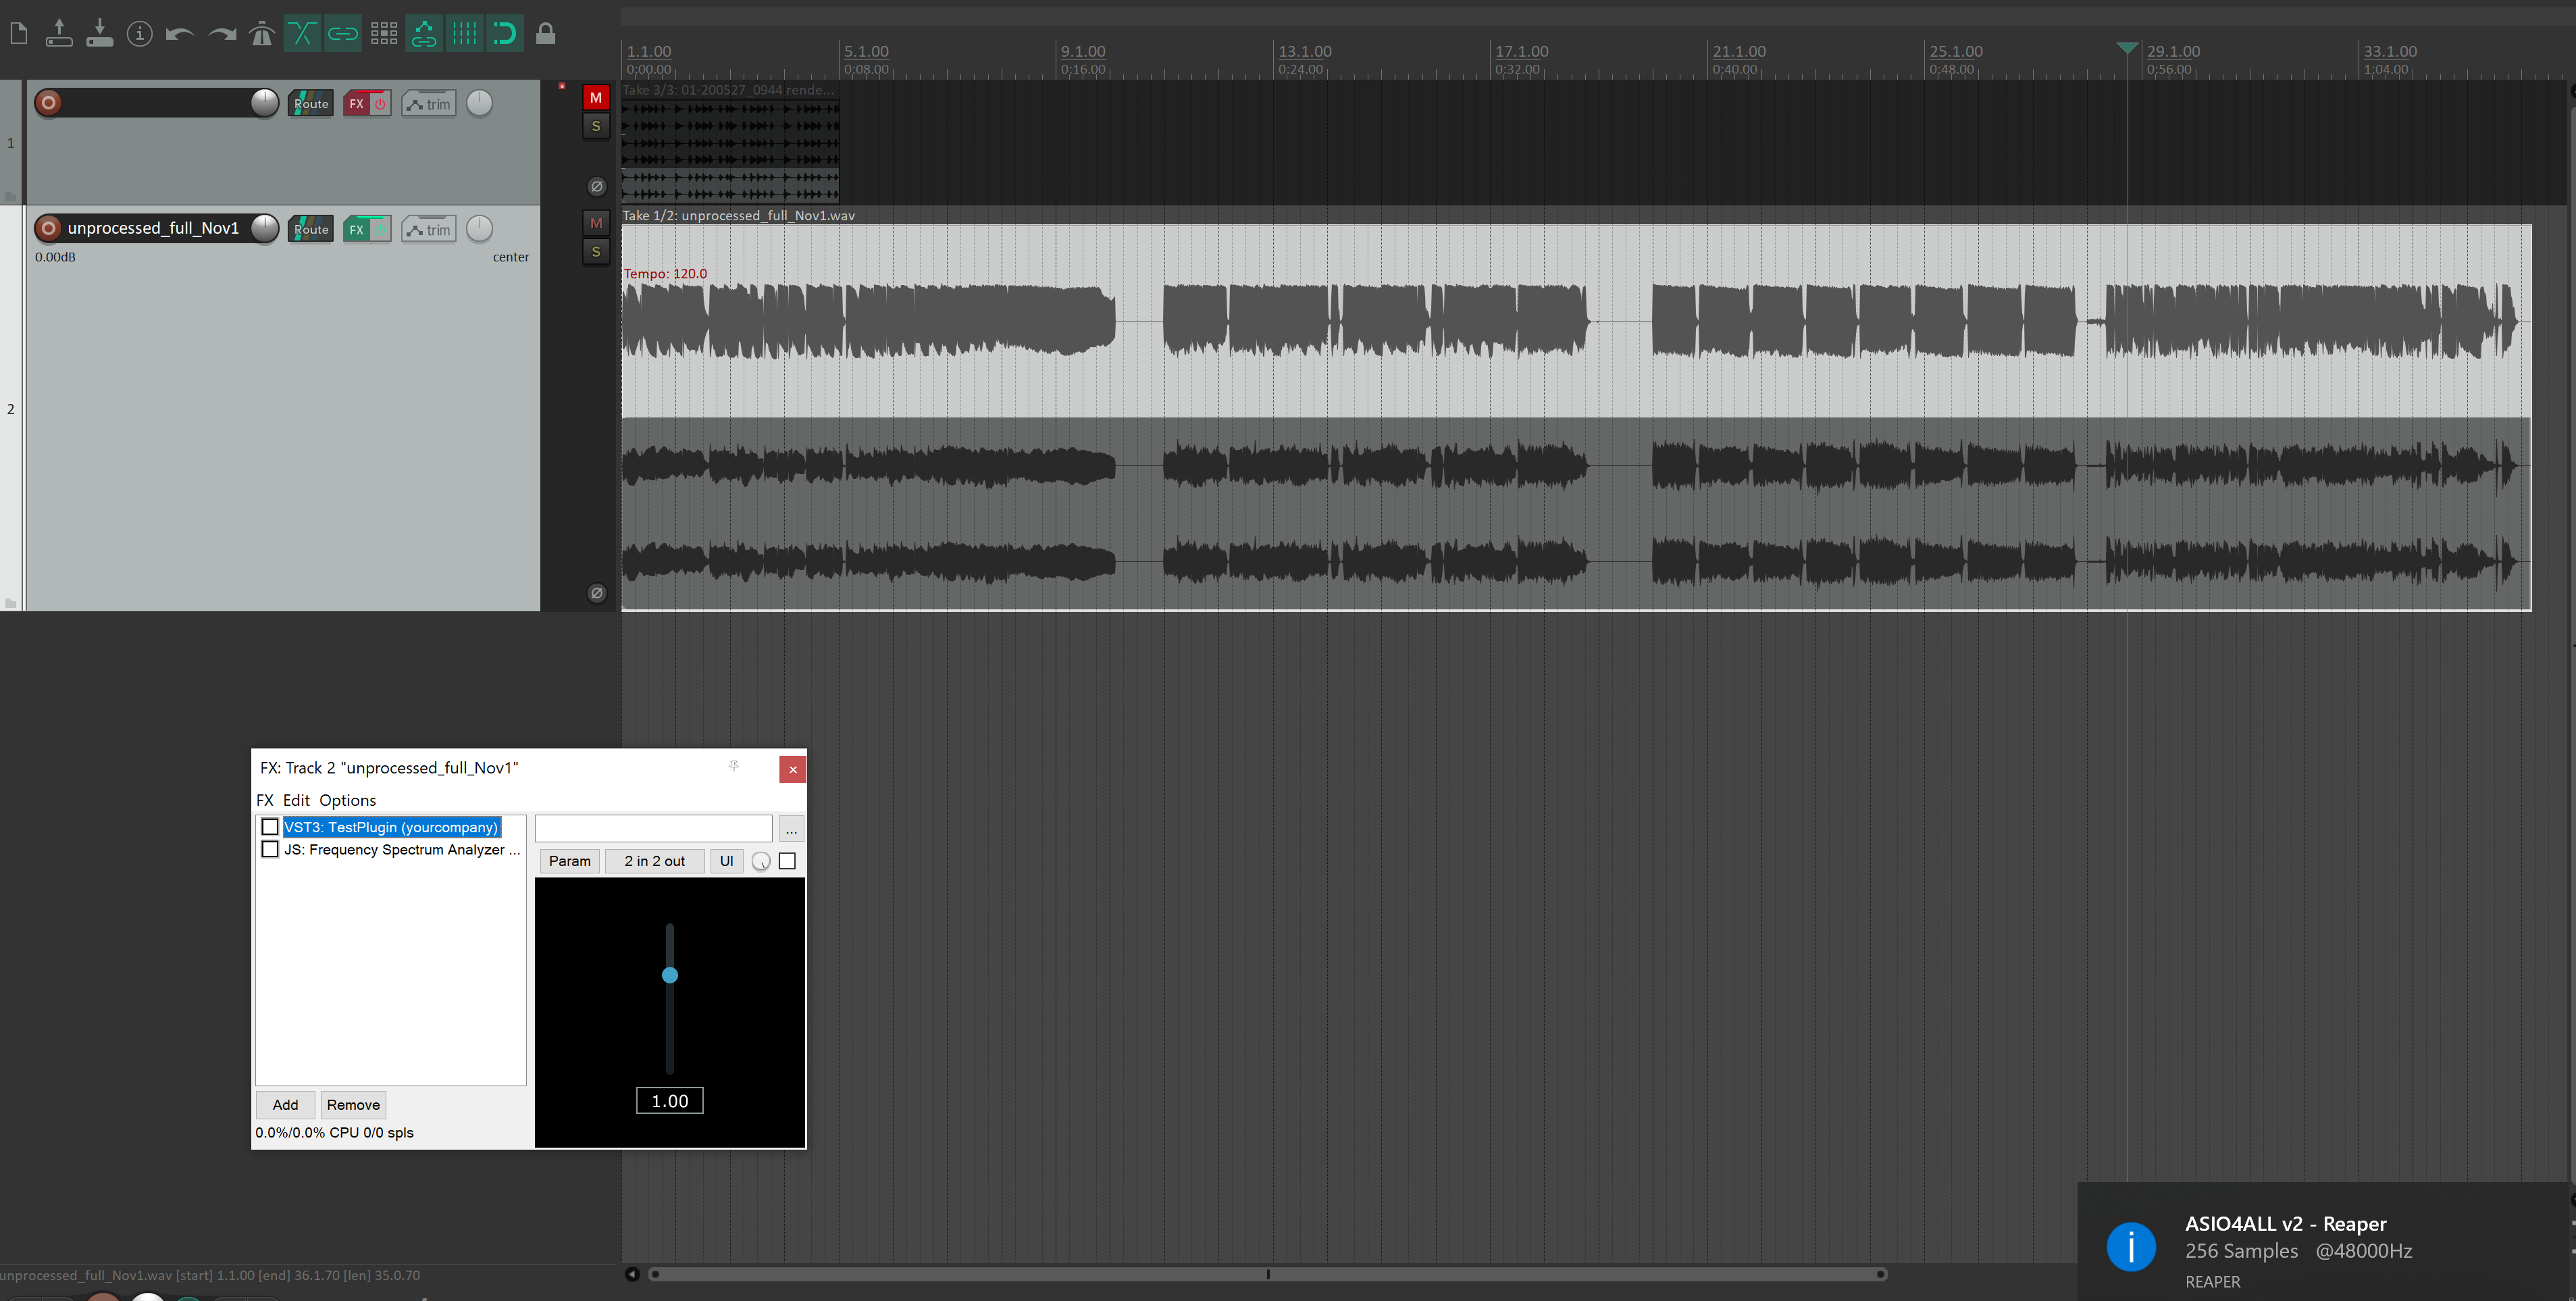 1.1.00 5.1.00 9.1.00 13.1.00 17.1.00 21.1.00 25.1.00 29.1.00 33.1.00
0:00.00 0:08.00 0:16.00 0:24.00 0:32.00 0:40.00 0:48.00 0:56.00 1:04.00
1
Route FX trim
M
S
Take 3/3: 01-200527_0944 rende...
2
unprocessed_full_Nov1 Route FX trim
0.00dB center
M
S
Take 1/2: unprocessed_full_Nov1.wav
Tempo: 120.0
FX: Track 2 "unprocessed_full_Nov1"
FX Edit Options
VST3: TestPlugin (yourcompany)
JS: Frequency Spectrum Analyzer ...
...
Param 2 in 2 out UI
1.00
Add Remove
0.0%/0.0% CPU 0/0 spls
unprocessed_full_Nov1.wav [start] 1.1.00 [end] 36.1.70 [len] 35.0.70
ASIO4ALL v2 - Reaper
256 Samples @48000Hz
REAPER